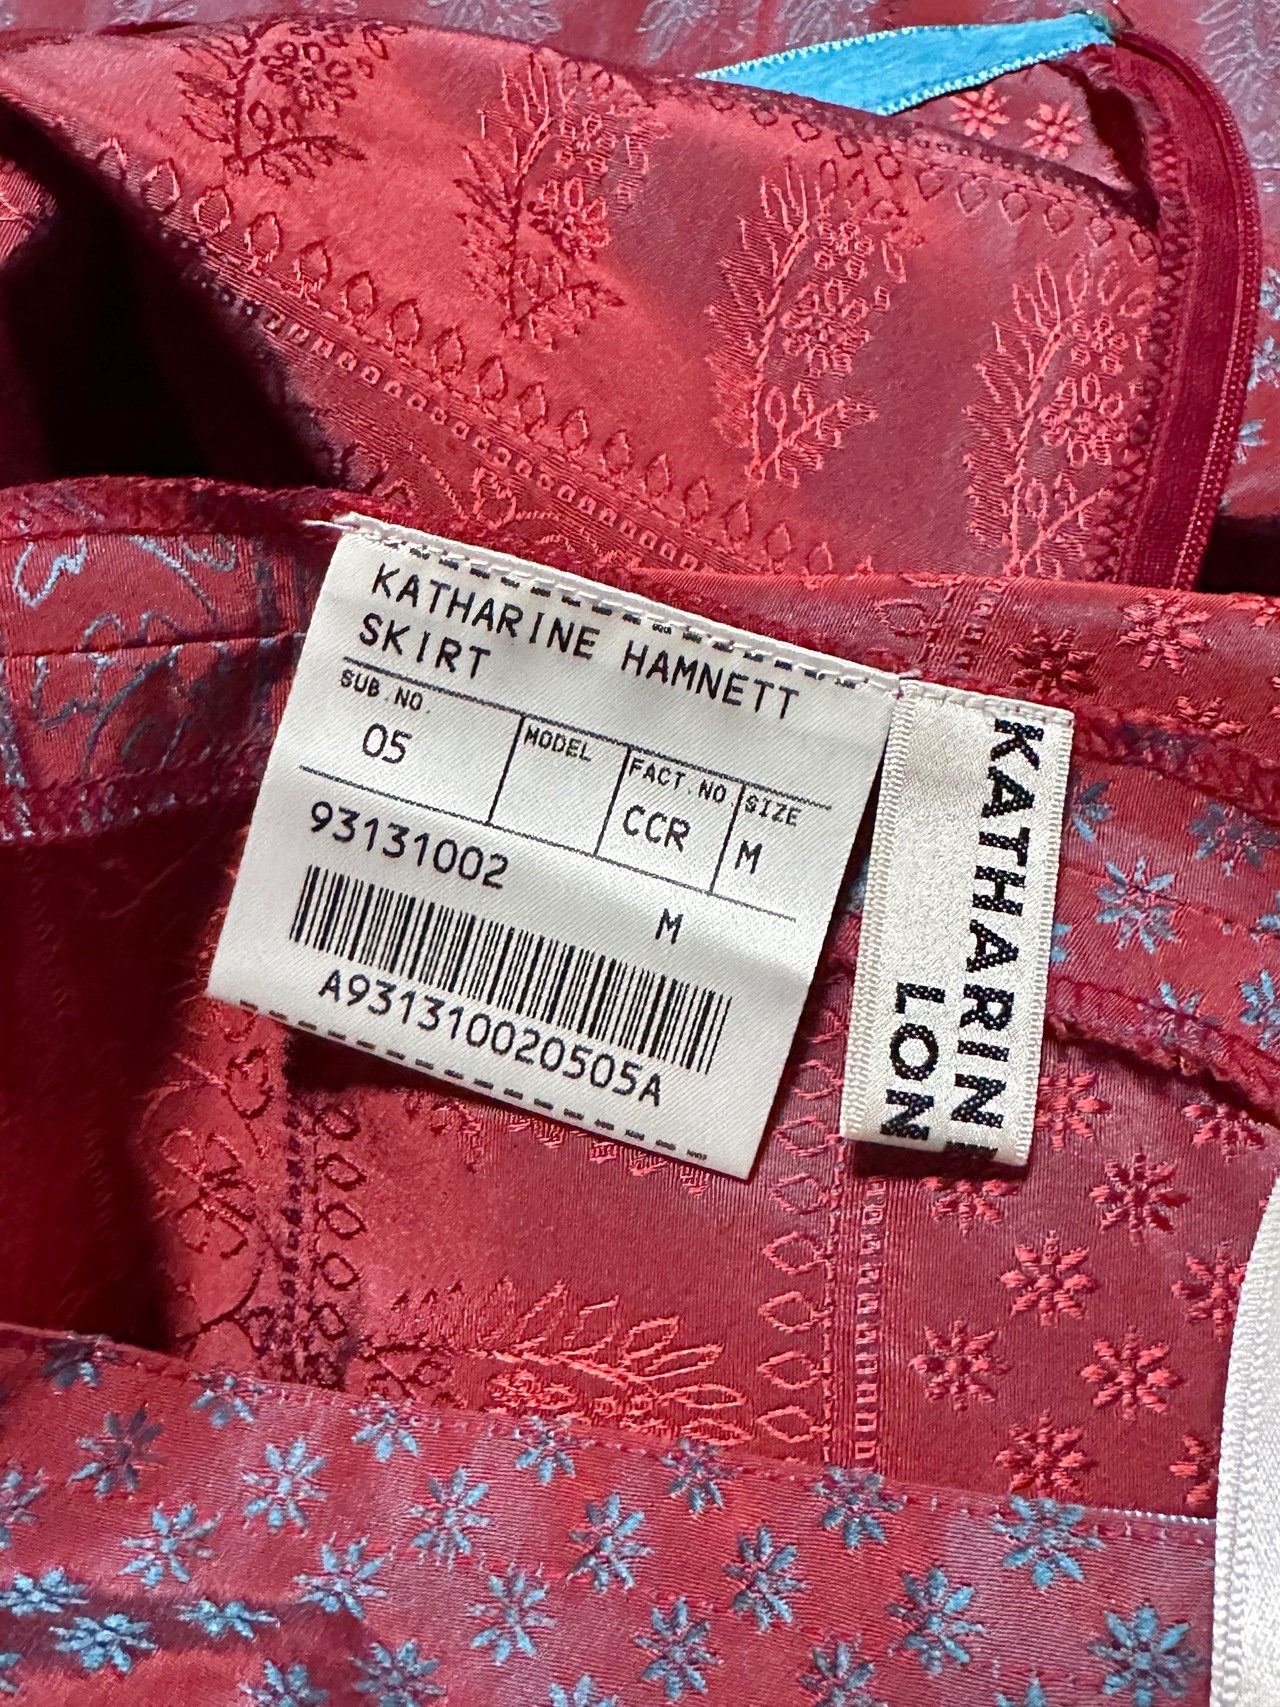 KATHARINE HAMNETT
SKIRT
SUB.NO.
05
MODEL
FACT.NO
CCR
SIZE
M
93131002
M
A931310020505A
KATHARIN
LON